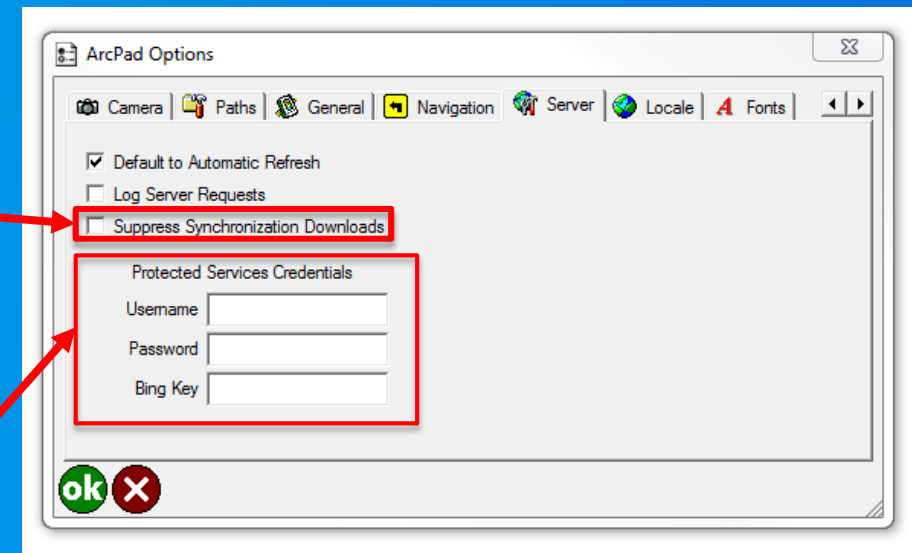 ArcPad Options
Camera Paths General Navigation Server Locale Fonts
Default to Automatic Refresh
Log Server Requests
Suppress Synchronization Downloads
Protected Services Credentials
Username
Password
Bing Key
ok